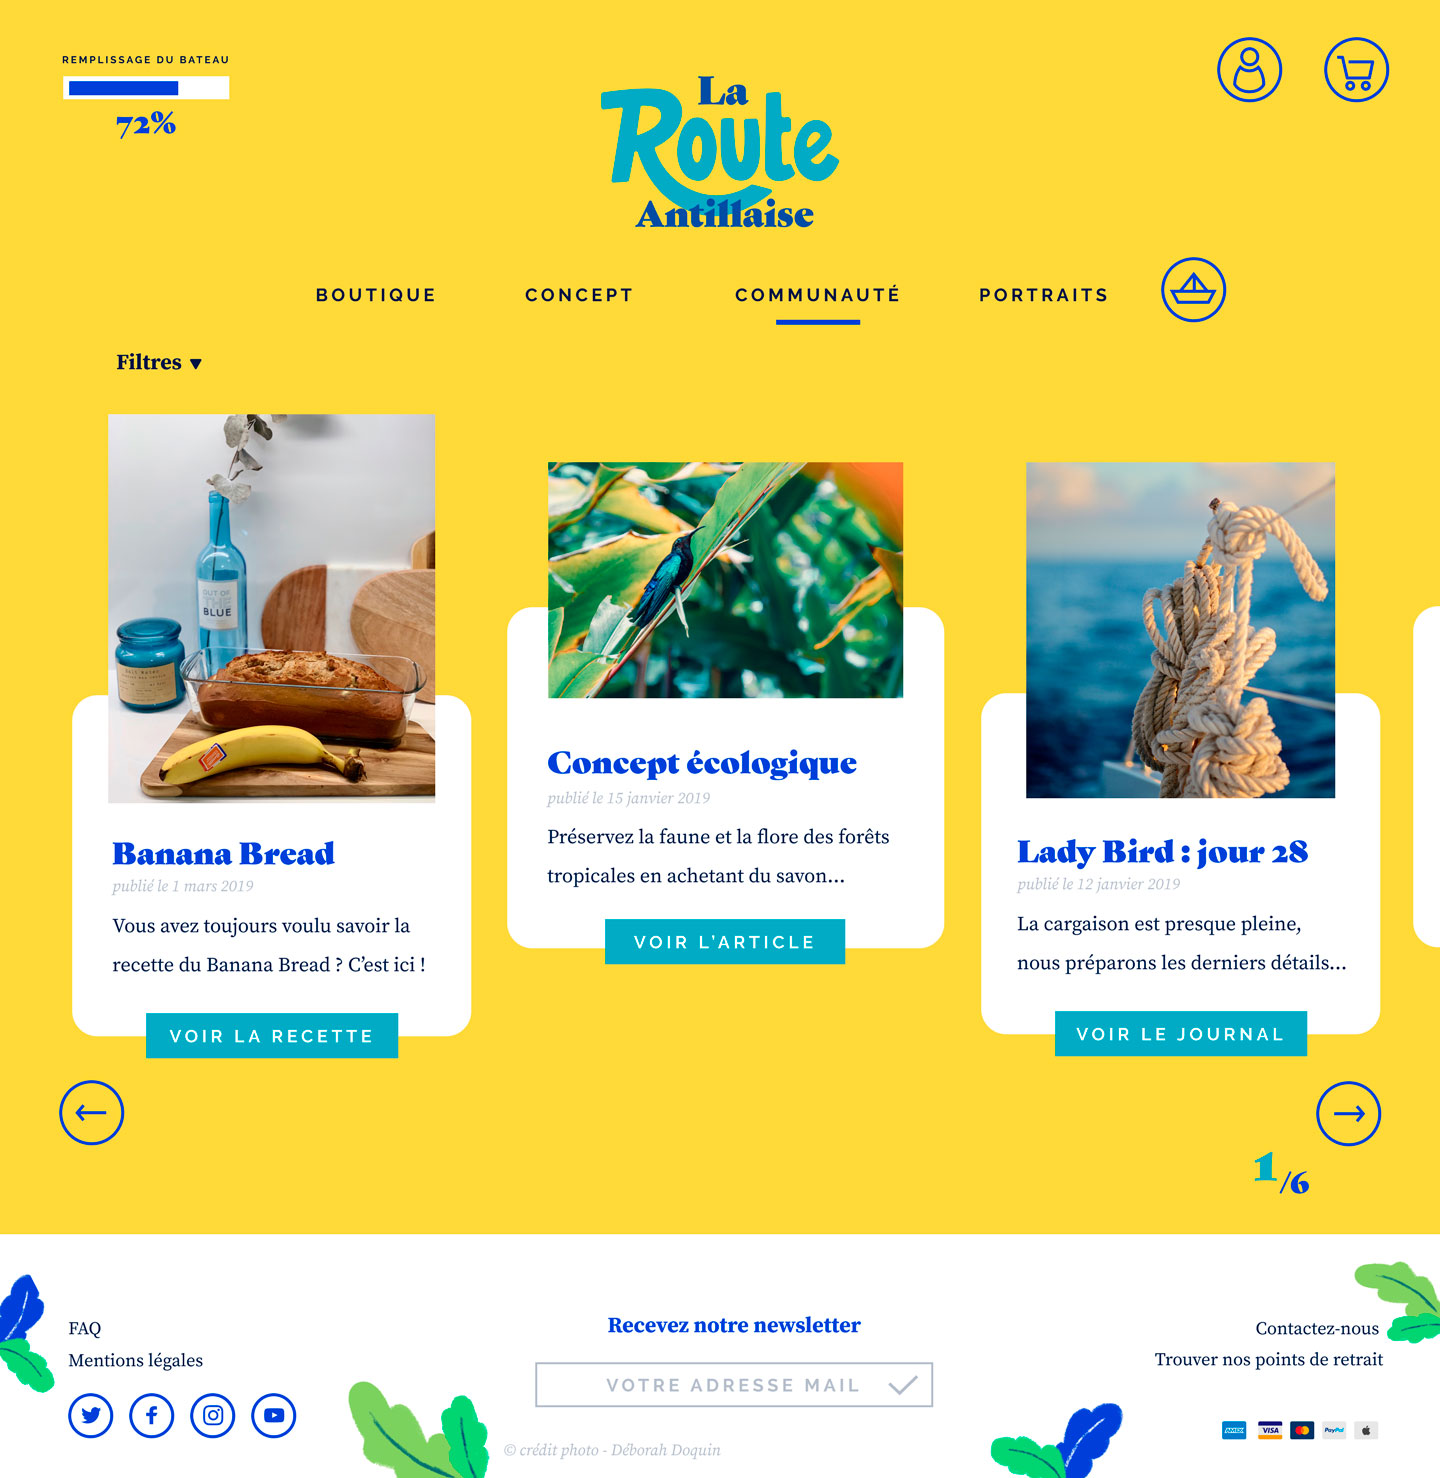 REMPLISSAGE DU BATEAU
72%
La
Route
Antillaise
BOUTIQUE
CONCEPT
COMMUNAUTÉ
PORTRAITS
Filtres
OUT OF
THE
BLUE
Banana Bread
publié le 1 mars 2019
Vous avez toujours voulu savoir la
recette du Banana Bread ? C’est ici !
VOIR LA RECETTE
Concept écologique
publié le 15 janvier 2019
Préservez la faune et la flore des forêts
tropicales en achetant du savon...
VOIR L’ARTICLE
Lady Bird : jour 28
publié le 12 janvier 2019
La cargaison est presque pleine,
nous préparons les derniers détails...
VOIR LE JOURNAL
1/6
FAQ
Mentions légales
Recevez notre newsletter
VOTRE ADRESSE MAIL
© crédit photo - Déborah Doquin
Contactez-nous
Trouver nos points de retrait
AMEX
VISA
PayPal